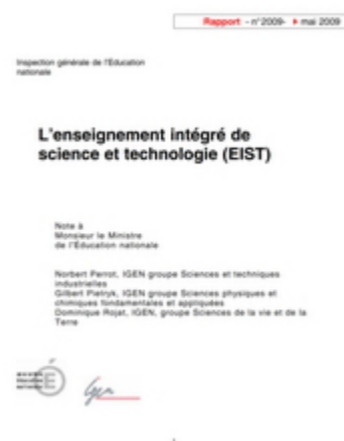 Rapport - n°2009- mai 2009
Inspection générale de l'Éducation
nationale
L'enseignement intégré de
science et technologie (EIST)
Note à
Monsieur le Ministre
de l'Éducation nationale
Norbert Perrot, IGEN groupe Sciences et techniques
industrielles
Gilbert Pietryk, IGEN groupe Sciences physiques et
chimiques fondamentales et appliquées
Dominique Rojat, IGEN, groupe Sciences de la vie et de la
Terre